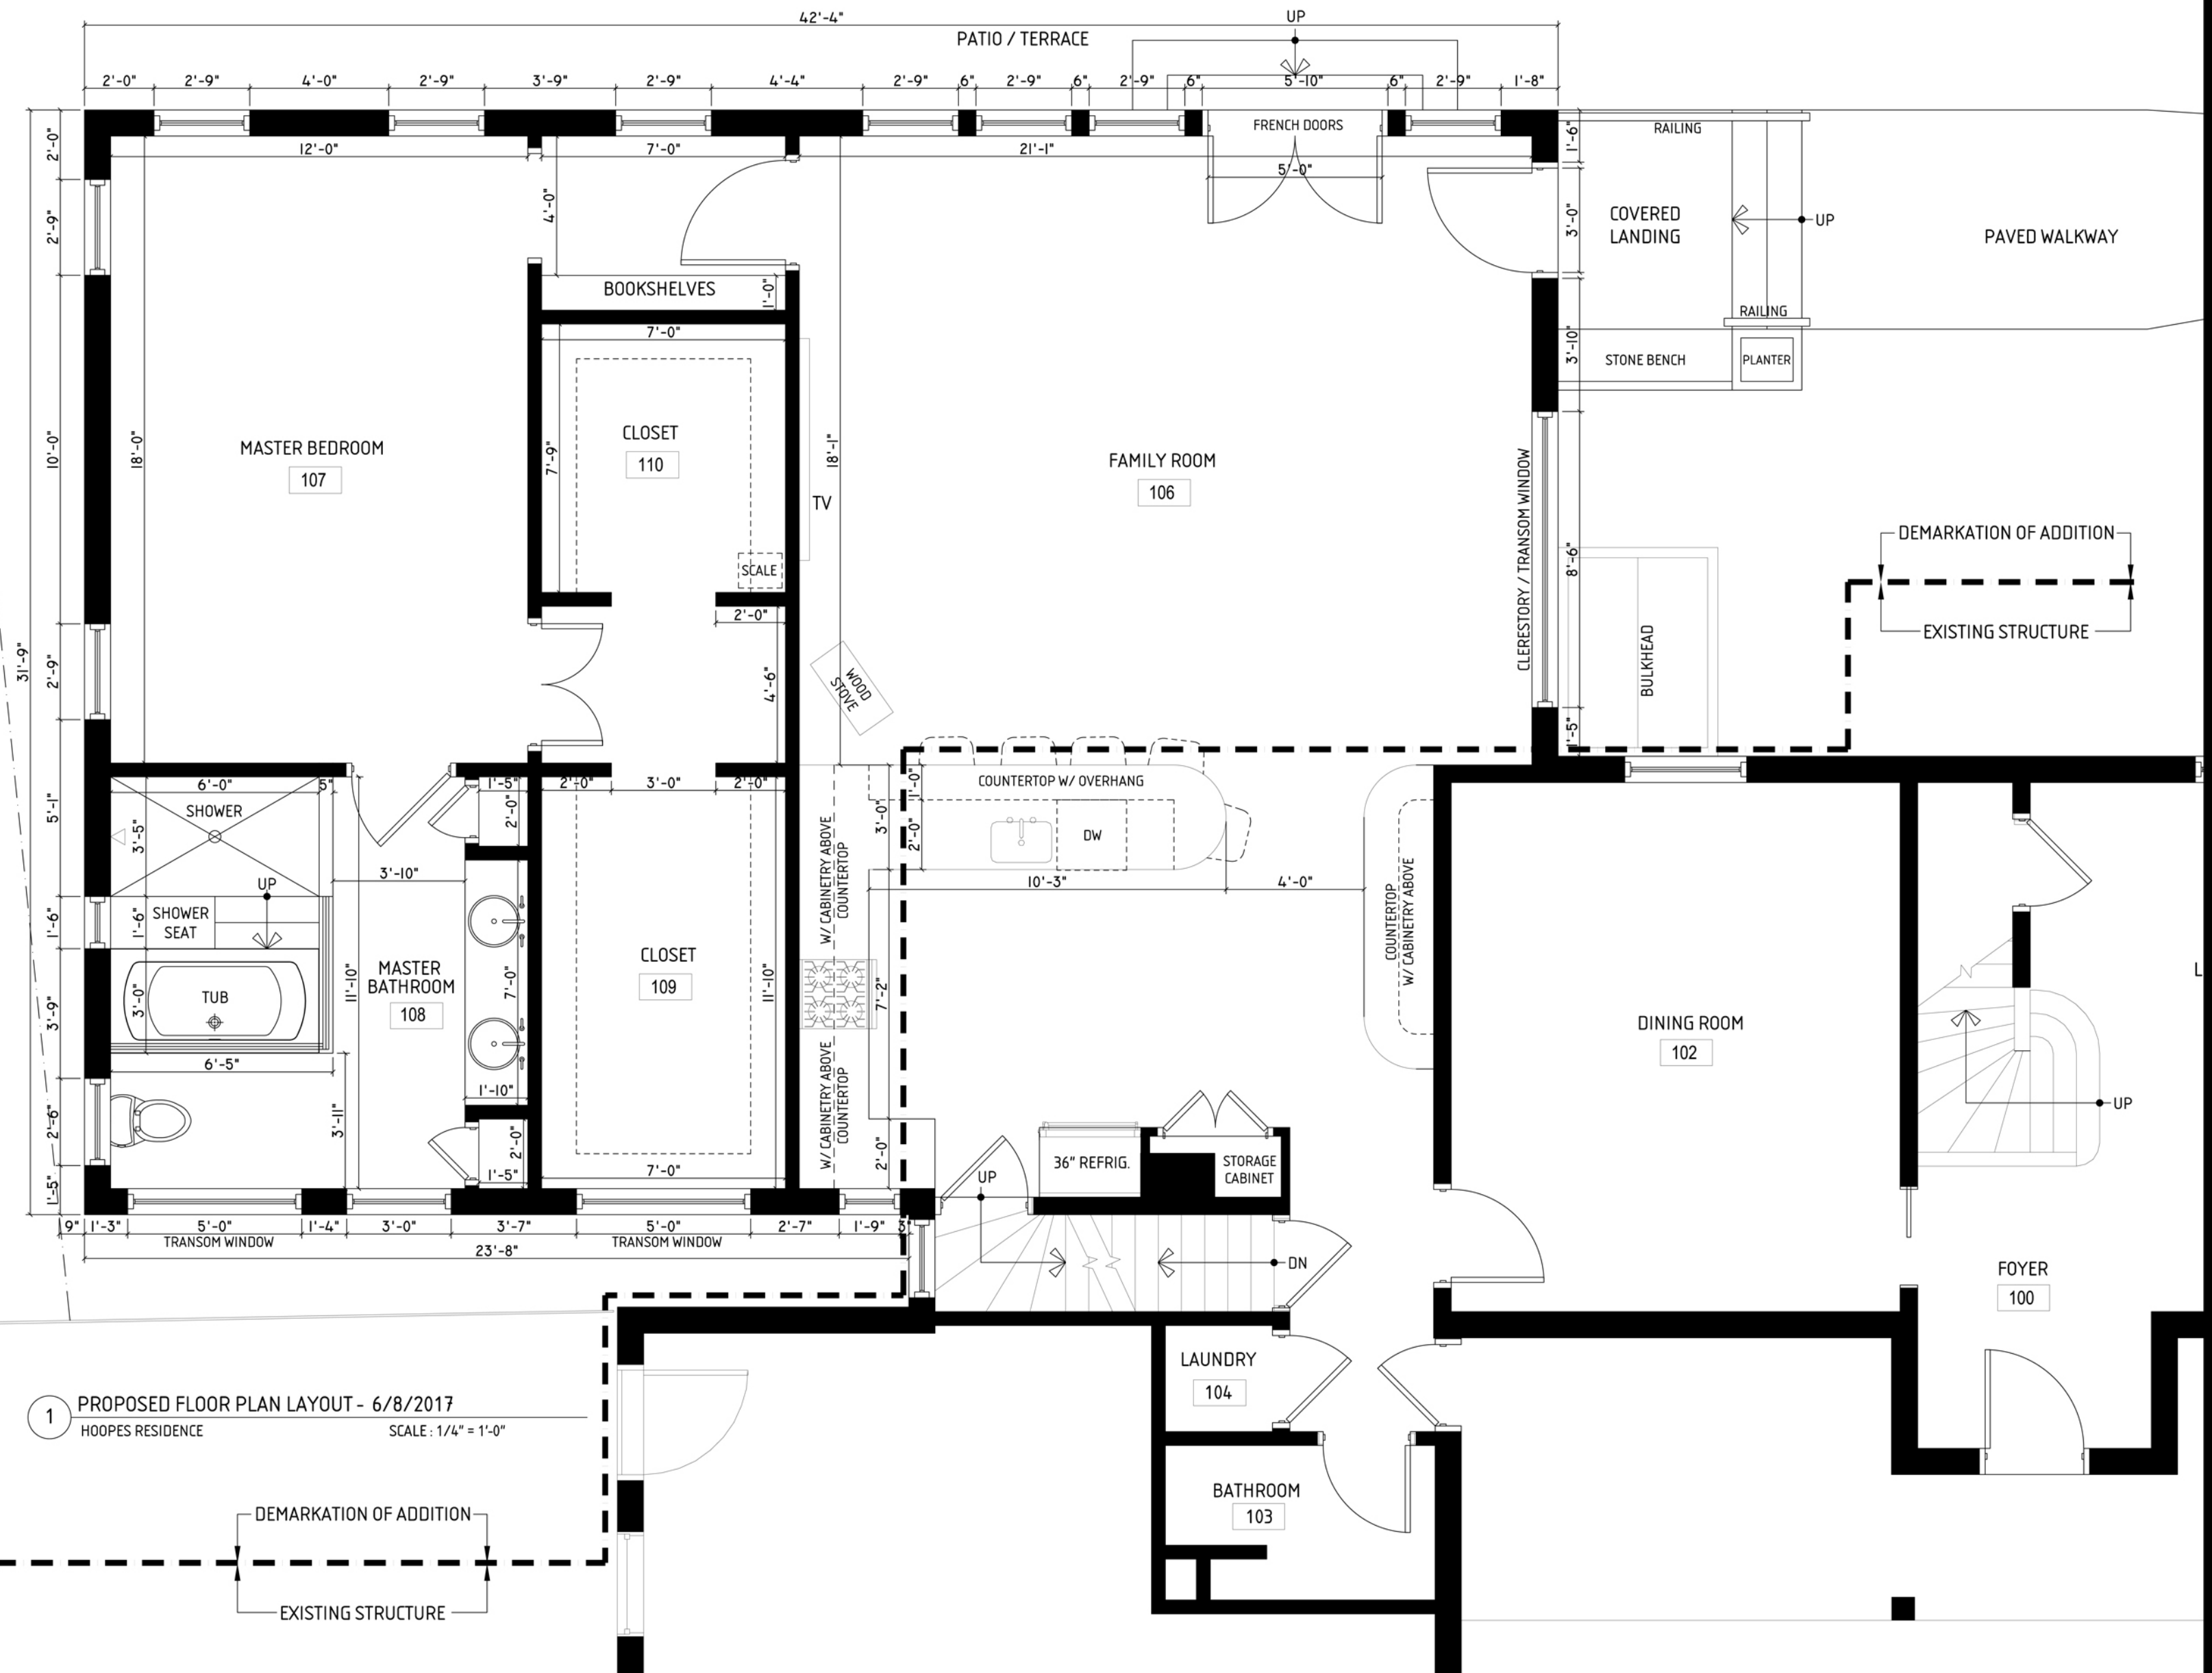 42'-4"
UP
PATIO / TERRACE
2'-0"
2'-9"
4'-0"
2'-9"
3'-9"
2'-9"
4'-4"
2'-9"
6"
2'-9"
6"
2'-9"
6"
5'-10"
6"
2'-9"
1'-8"
FRENCH DOORS
RAILING
2'-0"
12'-0"
7'-0"
21'-1"
1'-6"
5'-0"
2'-9"
4'-0"
3'-0"
COVERED
LANDING
UP
PAVED WALKWAY
BOOKSHELVES
1'-0"
RAILING
7'-0"
3'-10"
STONE BENCH
PLANTER
10'-0"
18'-0"
MASTER BEDROOM
107
7'-9"
CLOSET
110
18'-1"
TV
FAMILY ROOM
106
CLERESTORY / TRANSOM WINDOW
8'-6"
DEMARKATION OF ADDITION
EXISTING STRUCTURE
SCALE
2'-0"
31'-9"
2'-9"
4'-6"
WOOD
STOVE
BULKHEAD
1'-5"
6'-0"
5"
1'-5"
2'-0"
3'-0"
2'-0"
COUNTERTOP W/ OVERHANG
1'-0"
5'-1"
SHOWER
3'-5"
2'-0"
3'-0"
2'-0"
DW
W/ CABINETRY ABOVE
COUNTERTOP
3'-10"
10'-3"
4'-0"
COUNTERTOP
W/ CABINETRY ABOVE
UP
1'-6"
1'-6"
SHOWER
SEAT
CLOSET
109
MASTER
BATHROOM
108
11'-10"
7'-0"
11'-10"
7'-2"
L
3'-9"
3'-0"
TUB
DINING ROOM
102
6'-5"
1'-10"
W/ CABINETRY ABOVE
COUNTERTOP
UP
2'-6"
3'-11"
2'-0"
2'-0"
1'-5"
7'-0"
UP
36" REFRIG.
STORAGE
CABINET
1'-5"
9"
1'-3"
5'-0"
1'-4"
3'-0"
3'-7"
5'-0"
2'-7"
1'-9"
3"
TRANSOM WINDOW
TRANSOM WINDOW
23'-8"
DN
FOYER
100
LAUNDRY
104
1
PROPOSED FLOOR PLAN LAYOUT - 6/8/2017
HOOPES RESIDENCE
SCALE : 1/4" = 1'-0"
BATHROOM
103
DEMARKATION OF ADDITION
EXISTING STRUCTURE